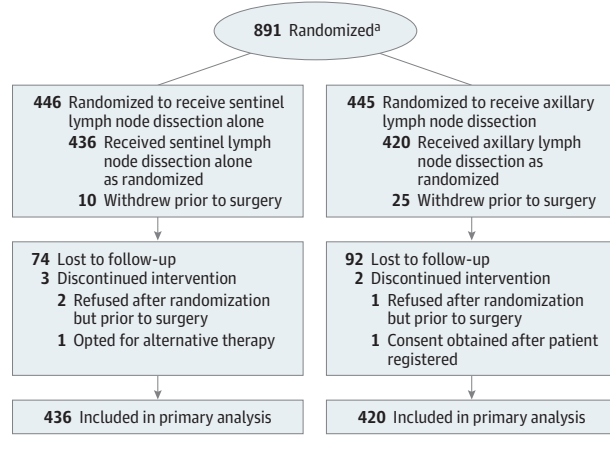 891 Randomizedᵃ
446 Randomized to receive sentinel
lymph node dissection alone
436 Received sentinel lymph
node dissection alone
as randomized
10 Withdrew prior to surgery
445 Randomized to receive axillary
lymph node dissection
420 Received axillary lymph
node dissection as
randomized
25 Withdrew prior to surgery
74 Lost to follow-up
3 Discontinued intervention
2 Refused after randomization
but prior to surgery
1 Opted for alternative therapy
92 Lost to follow-up
2 Discontinued intervention
1 Refused after randomization
but prior to surgery
1 Consent obtained after patient
registered
436 Included in primary analysis
420 Included in primary analysis